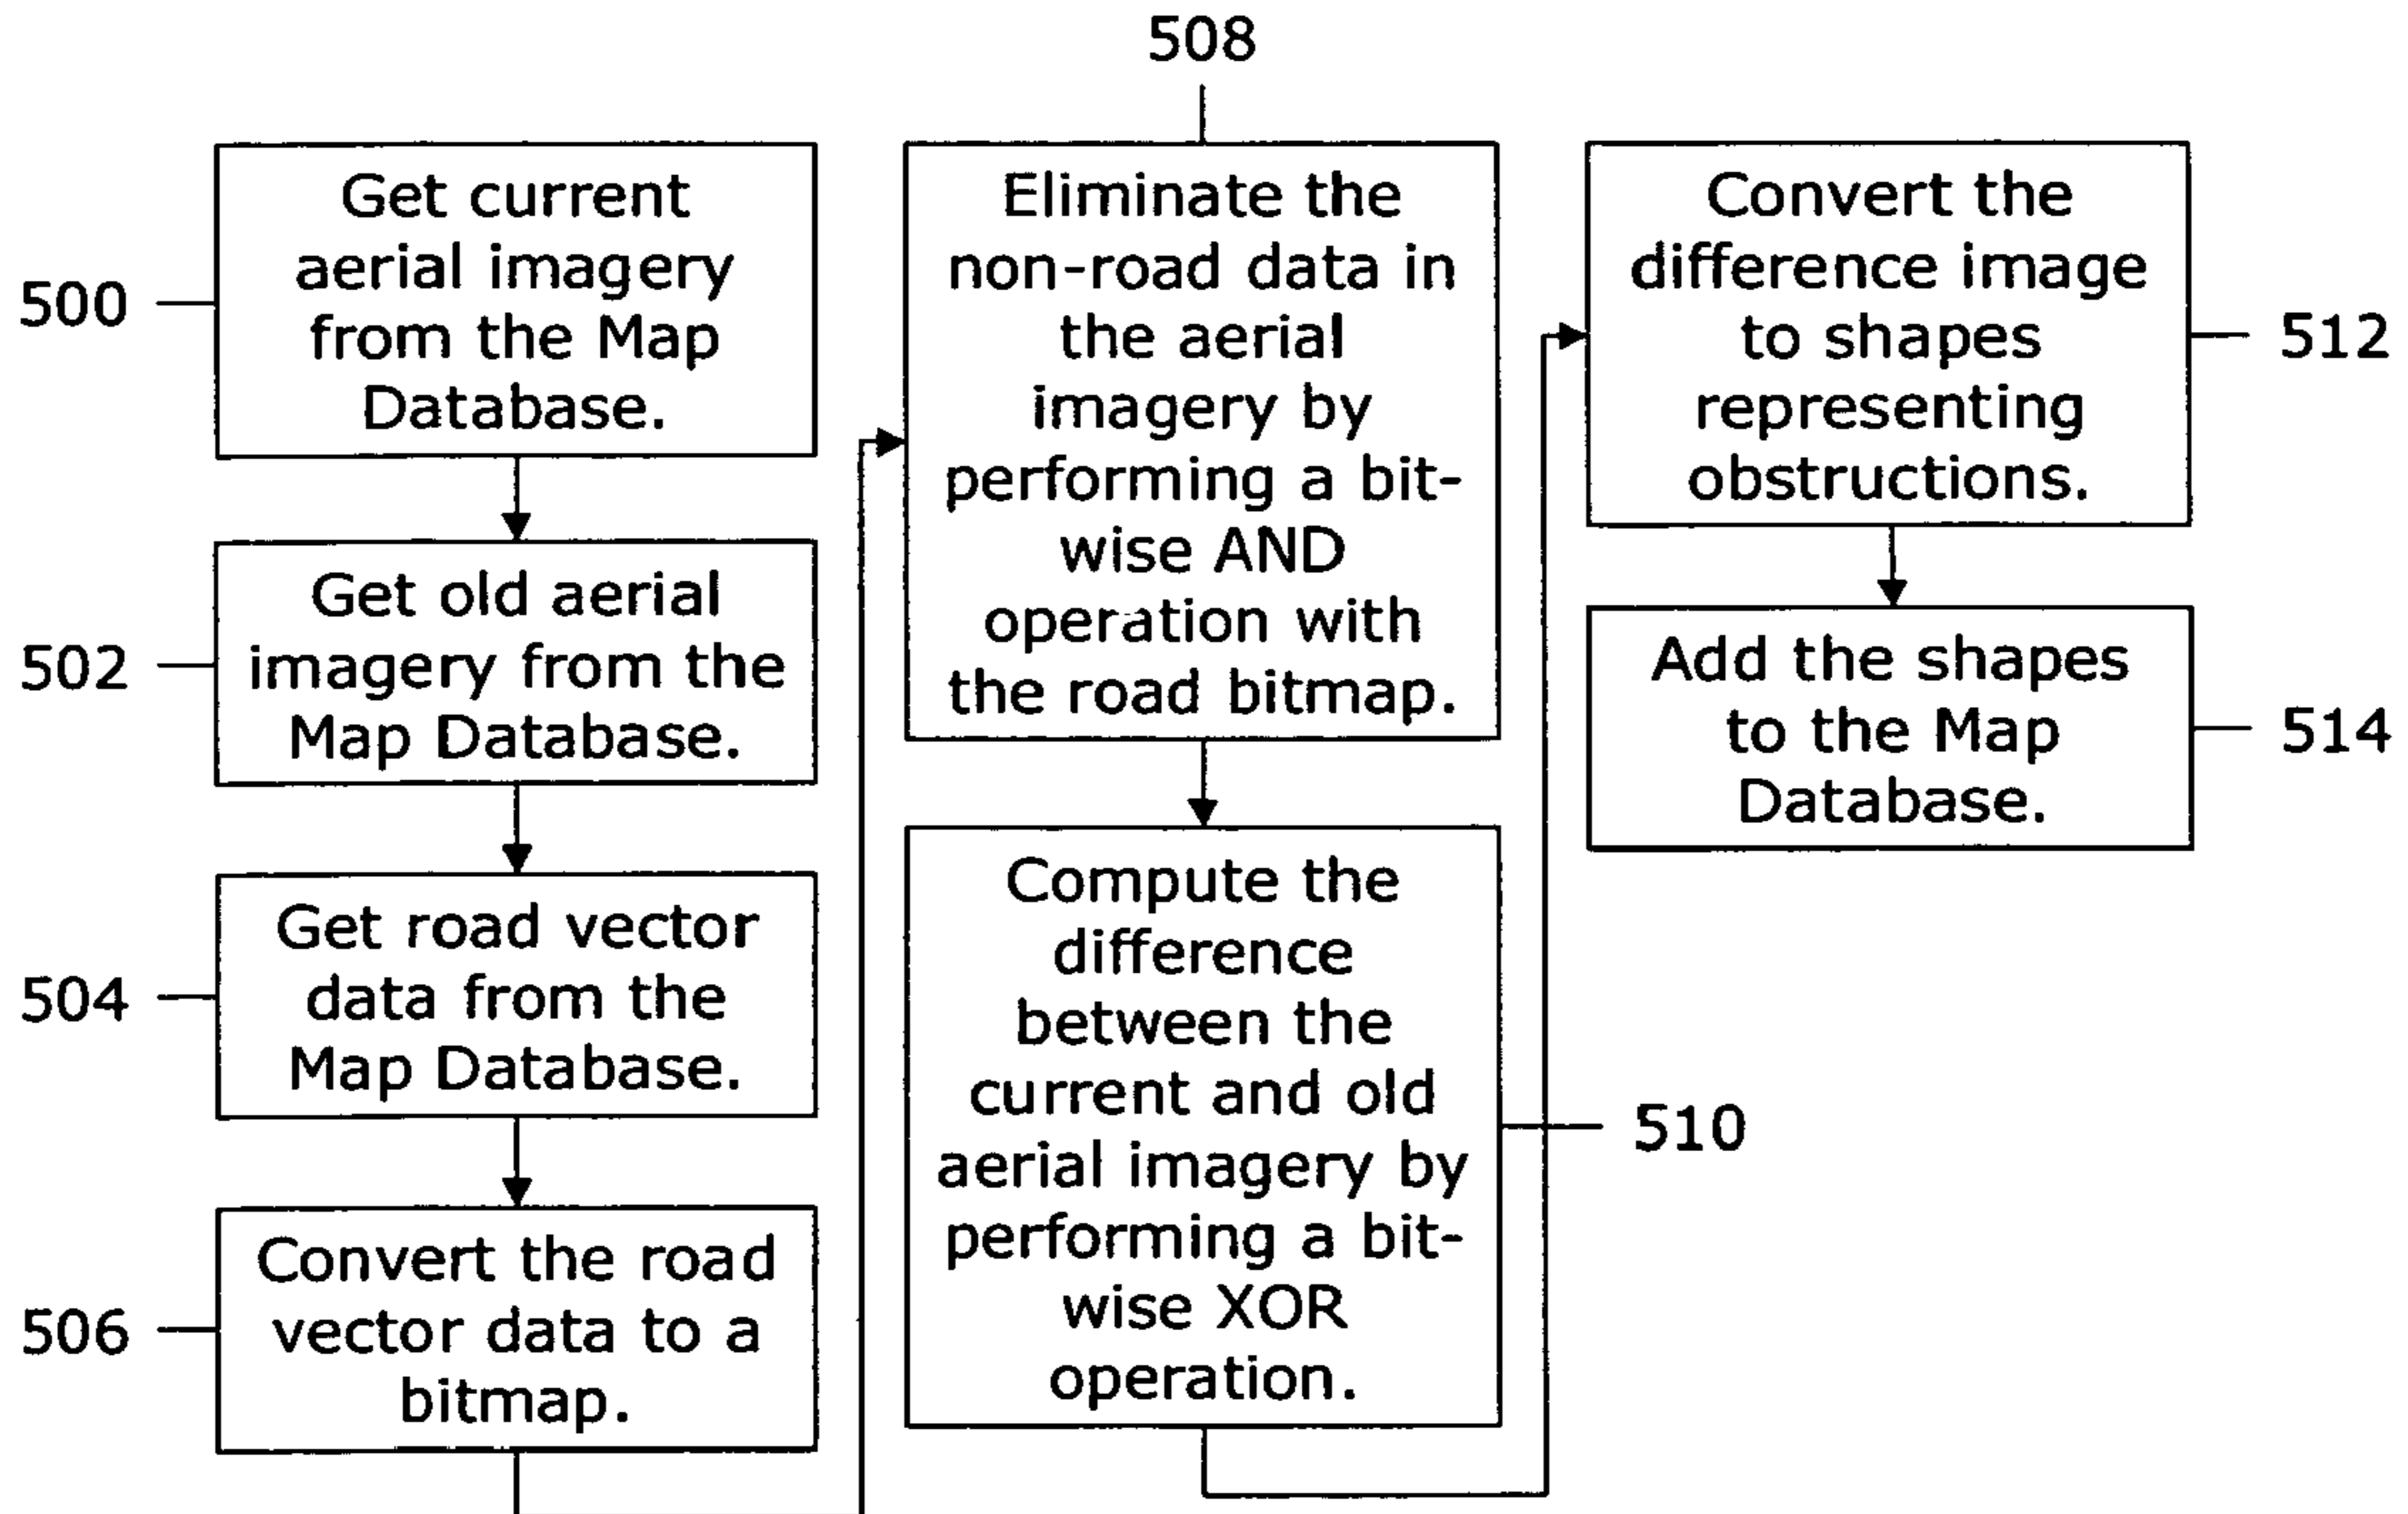 508
500
Get current
aerial imagery
from the Map
Database.
502
Get old aerial
imagery from the
Map Database.
504
Get road vector
data from the
Map Database.
506
Convert the road
vector data to a
bitmap.
Eliminate the
non-road data in
the aerial
imagery by
performing a bit-
wise AND
operation with
the road bitmap.
Compute the
difference
between the
current and old
aerial imagery by
performing a bit-
wise XOR
operation.
510
Convert the
difference image
to shapes
representing
obstructions.
512
Add the shapes
to the Map
Database.
514